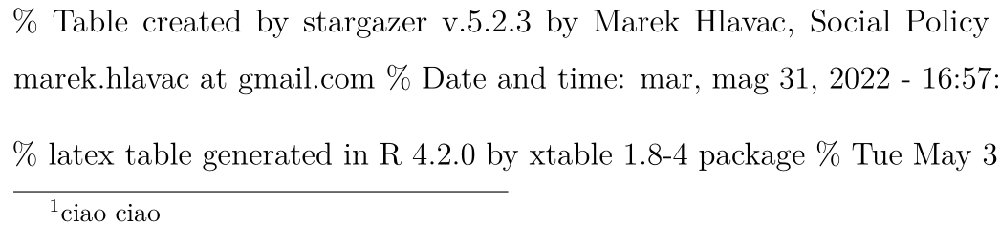 % Table created by stargazer v.5.2.3 by Marek Hlavac, Social Policy
marek.hlavac at gmail.com % Date and time: mar, mag 31, 2022 - 16:57:
% latex table generated in R 4.2.0 by xtable 1.8-4 package % Tue May 3
1ciao ciao